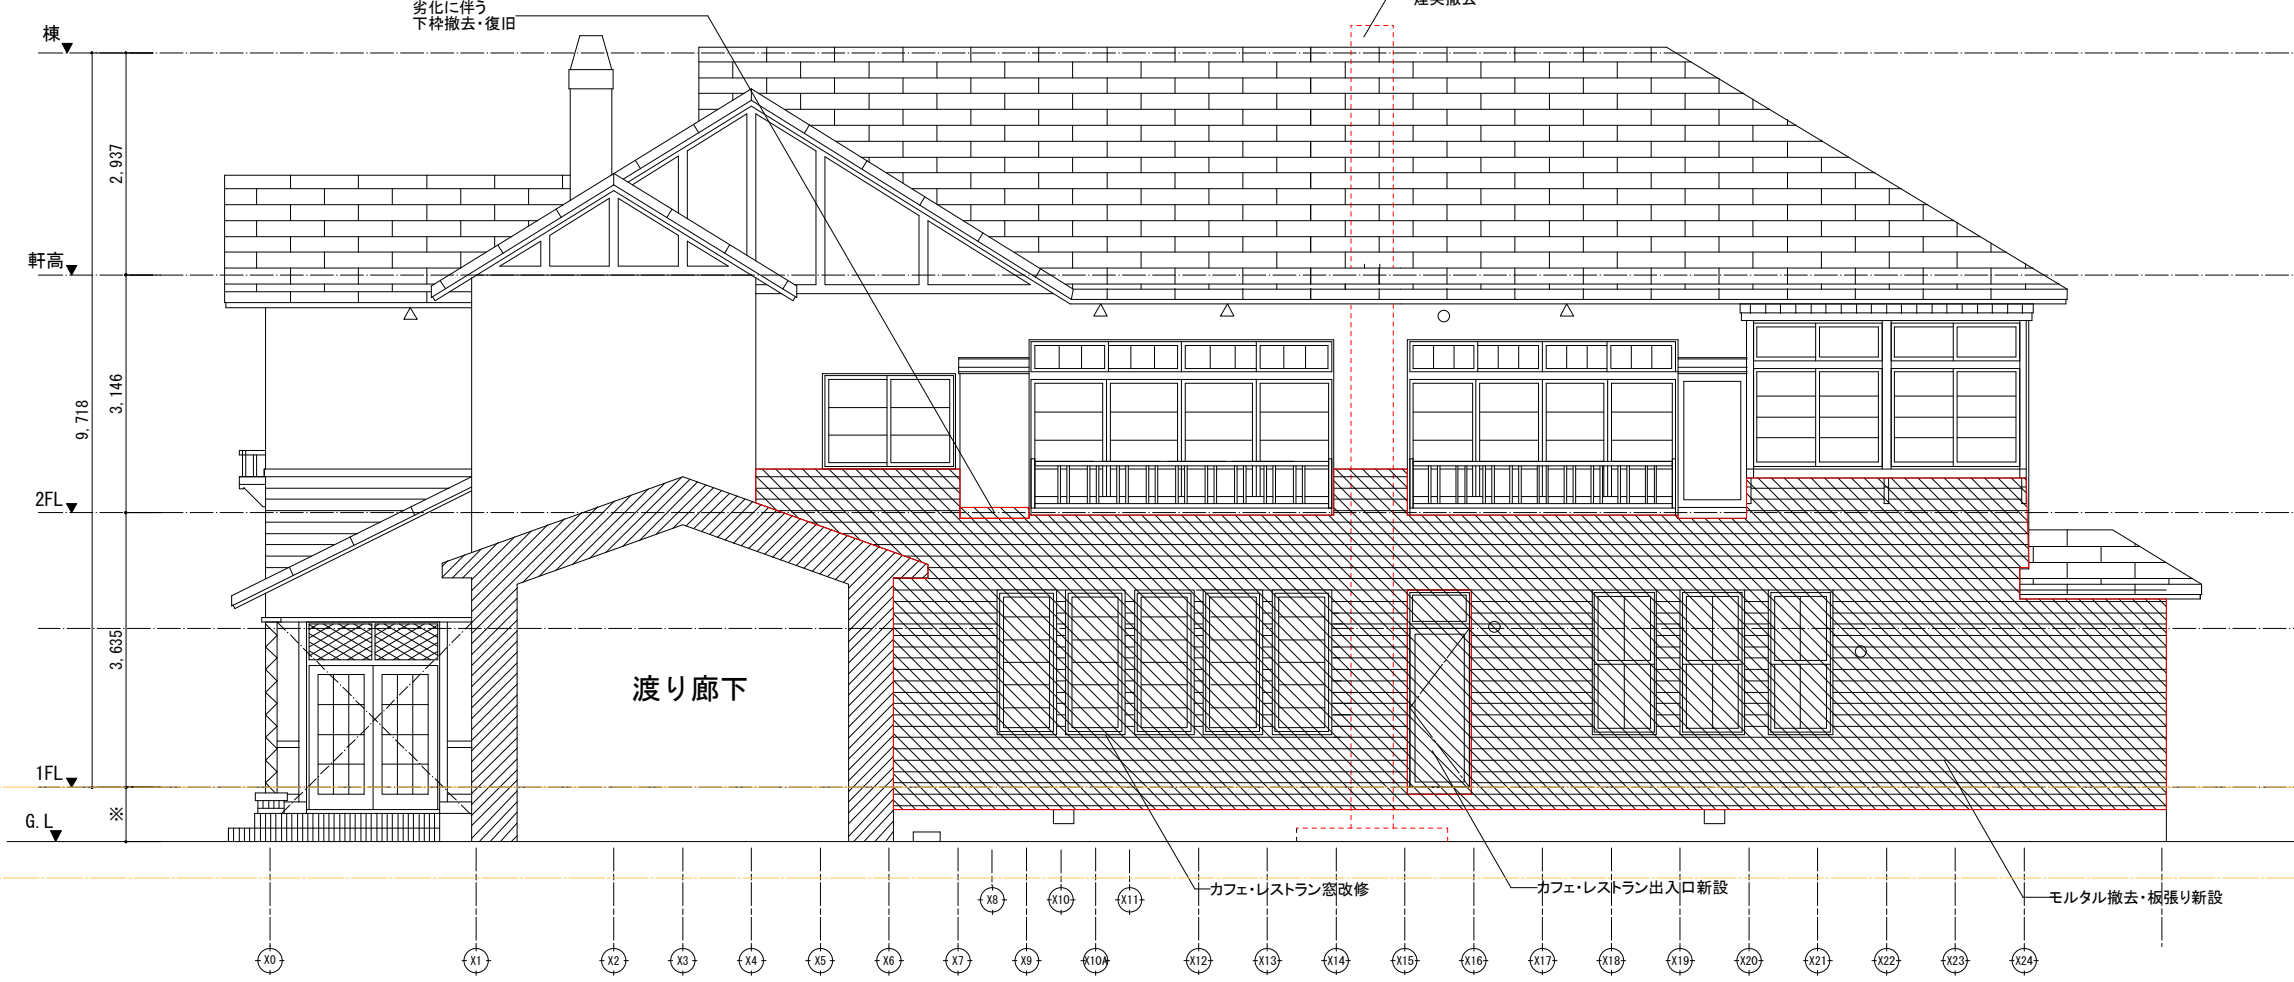 劣化に伴う
下枠撤去・復旧
煙突撤去
棟
2,937
軒高
3,146
9,718
2FL
3,635
渡り廊下
1FL
※
G.L
カフェ・レストラン窓改修
カフェ・レストラン出入口新設
モルタル撤去・板張り新設
X8
X10
X11
X0
X1
X2
X3
X4
X5
X6
X7
X9
X10A
X12
X13
X14
X15
X16
X17
X18
X19
X20
X21
X22
X23
X24